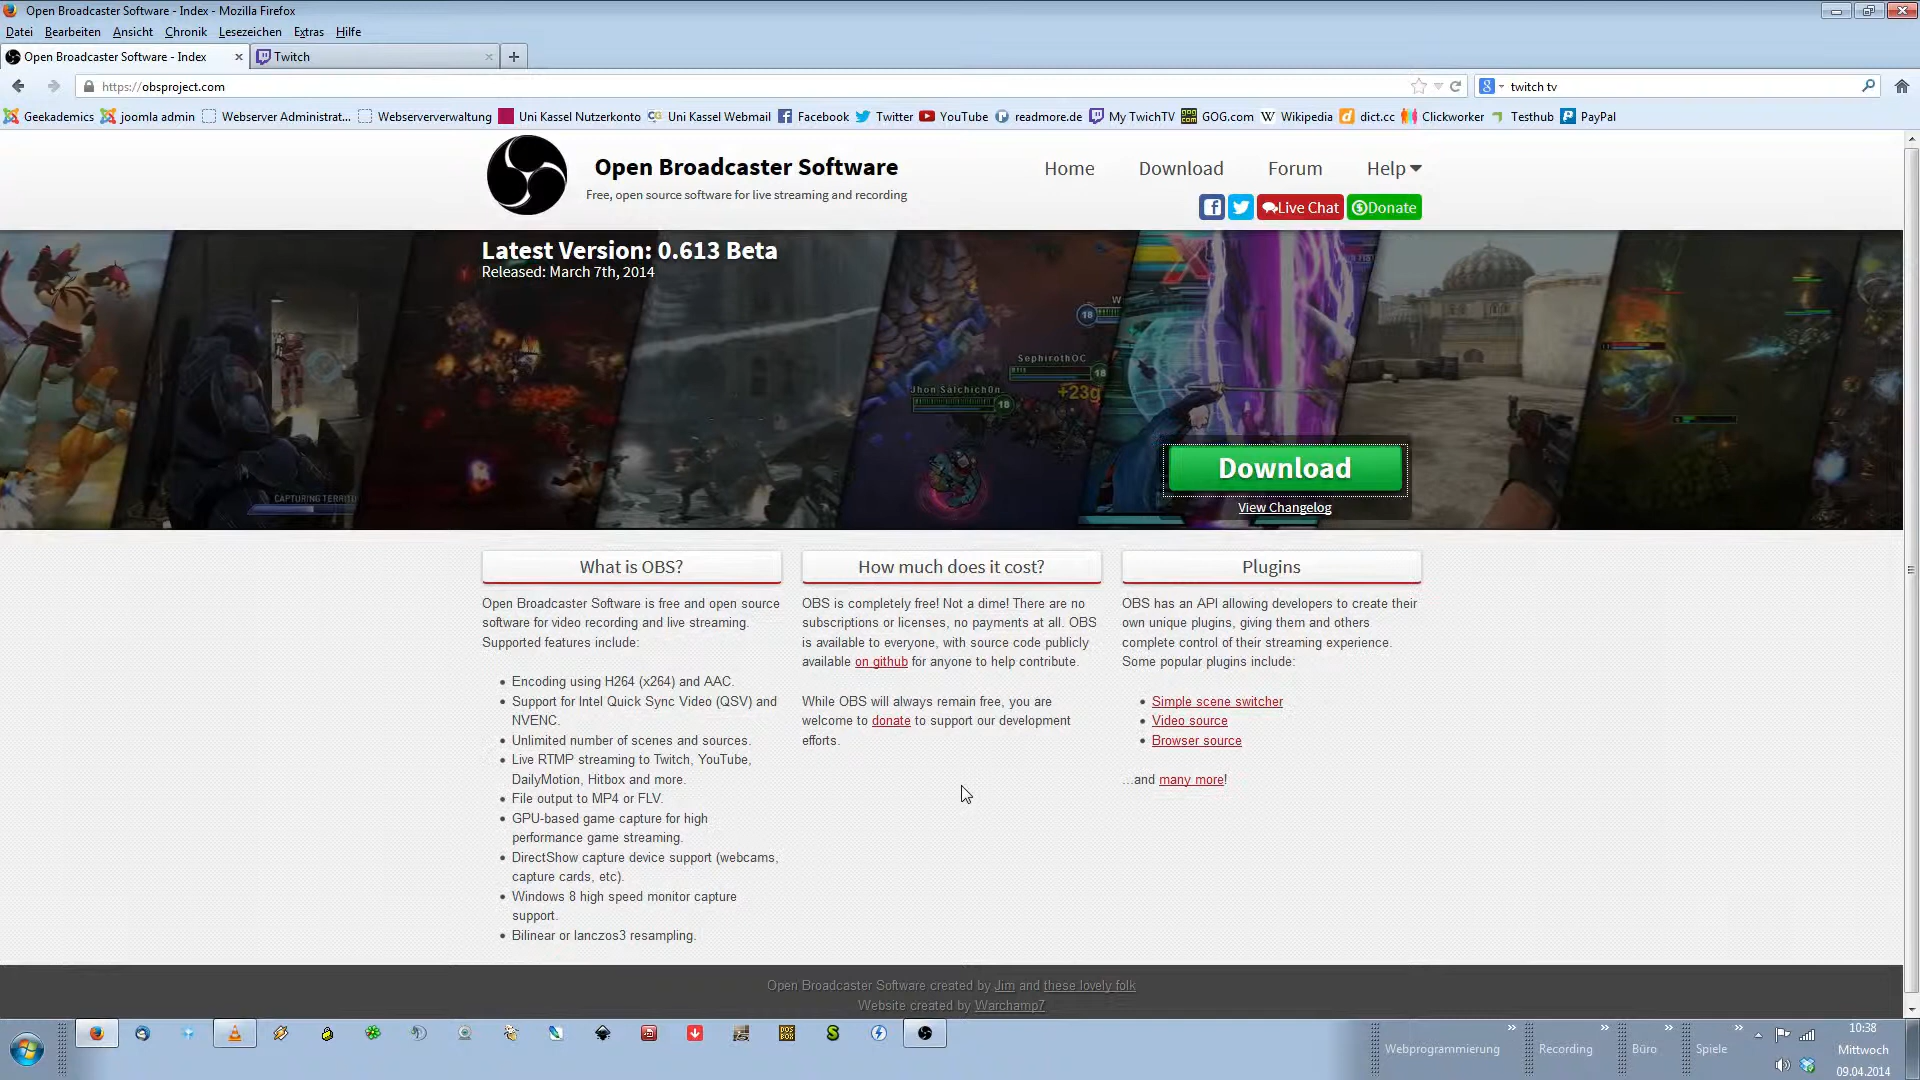 Open Broadcaster Software - Index - Mozilla Firefox
Datei Bearbeiten Ansicht Chronik Lesezeichen Extras Hilfe
Open Broadcaster Software - Index
Twitch
https://obsproject.com
twitch tv
Geekademics joomla admin Webserver Administrat... Webserververwaltung Uni Kassel Nutzerkonto Uni Kassel Webmail Facebook Twitter YouTube readmore.de My TwichTV GOG.com Wikipedia dict.cc Clickworker Testhub PayPal
Open Broadcaster Software
Free, open source software for live streaming and recording
Home Download Forum Help
Live Chat Donate
Latest Version: 0.613 Beta
Released: March 7th, 2014
18
SephirothOC
18
Jhon Salchich0n
18
+23g
CAPTURING TERRITO
Download
View Changelog
What is OBS?
Open Broadcaster Software is free and open source
software for video recording and live streaming.
Supported features include:
Encoding using H264 (x264) and AAC.
Support for Intel Quick Sync Video (QSV) and
NVENC.
Unlimited number of scenes and sources.
Live RTMP streaming to Twitch, YouTube,
DailyMotion, Hitbox and more.
File output to MP4 or FLV.
GPU-based game capture for high
performance game streaming.
DirectShow capture device support (webcams,
capture cards, etc).
Windows 8 high speed monitor capture
support.
Bilinear or lanczos3 resampling.
How much does it cost?
OBS is completely free! Not a dime! There are no
subscriptions or licenses, no payments at all. OBS
is available to everyone, with source code publicly
available on github for anyone to help contribute.
While OBS will always remain free, you are
welcome to donate to support our development
efforts.
Plugins
OBS has an API allowing developers to create their
own unique plugins, giving them and others
complete control of their streaming experience.
Some popular plugins include:
Simple scene switcher
Video source
Browser source
...and many more!
Open Broadcaster Software created by Jim and these lovely folk
Website created by Warchamp7
Webprogrammierung Recording Büro Spiele
10:38
Mittwoch
09.04.2014